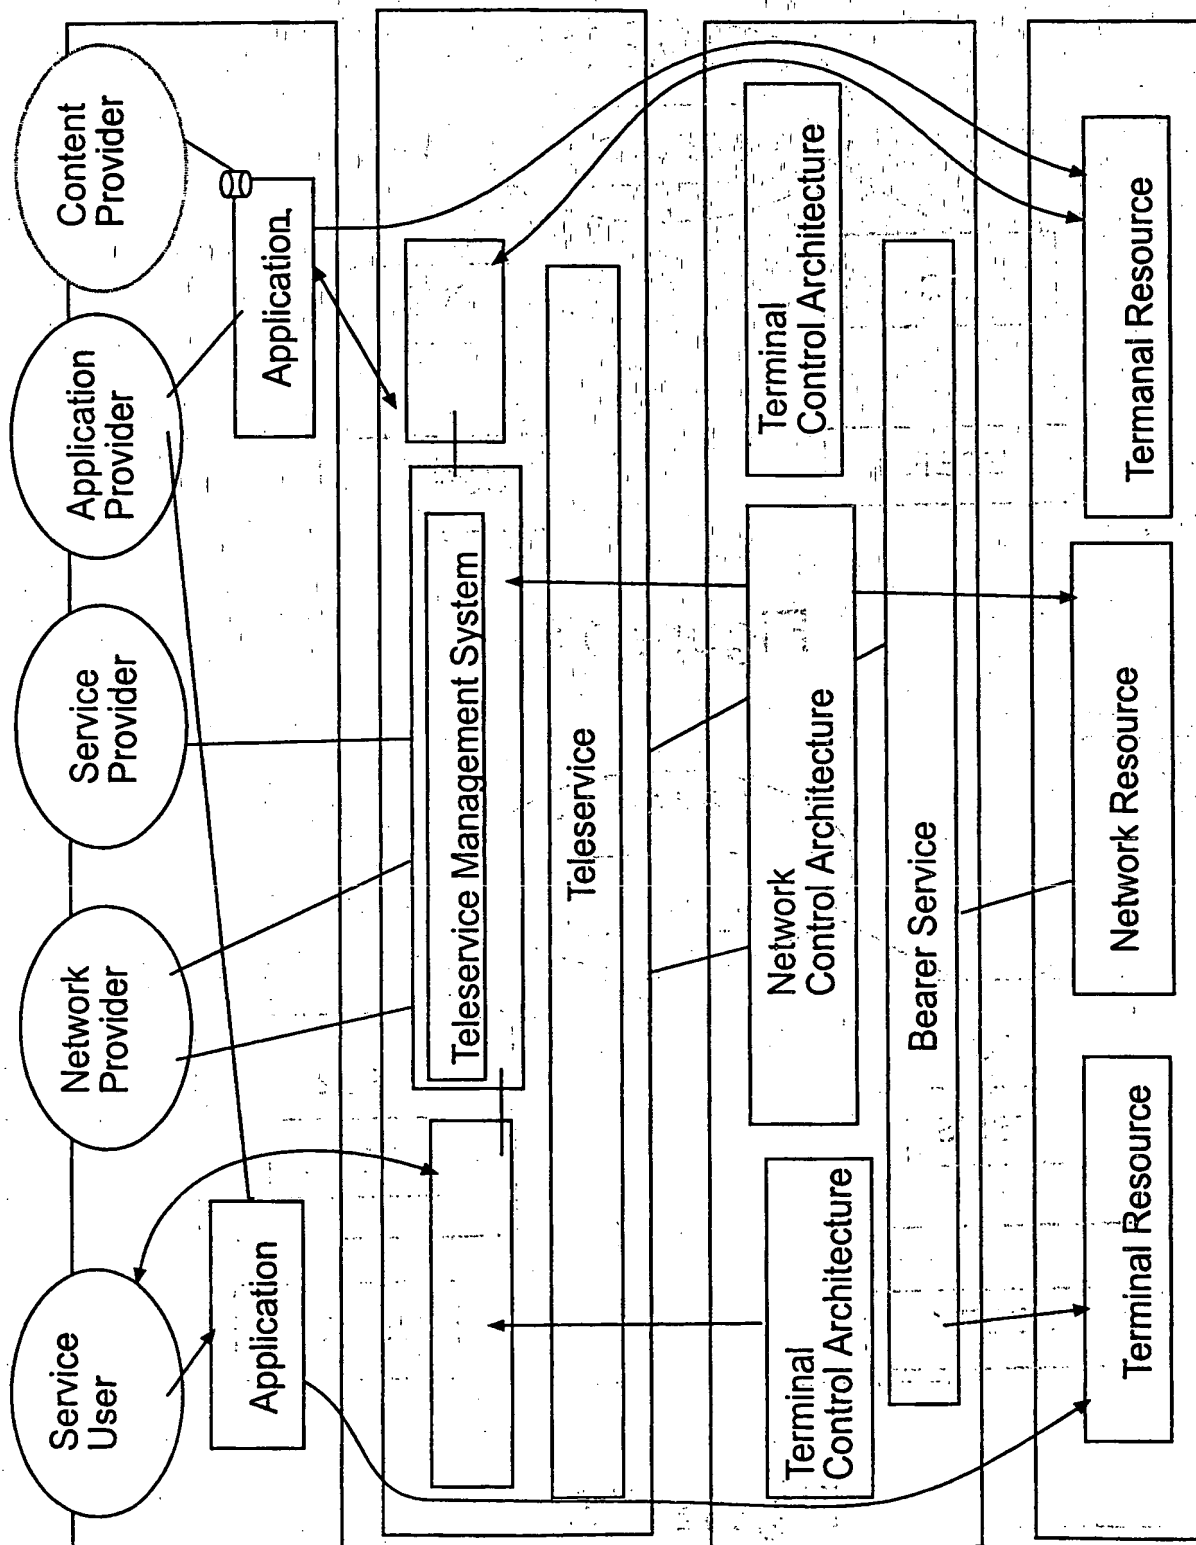 Service
User
Network
Provider
Service
Provider
Application
Provider
Content
Provider
Application
Application
Teleservice Management System
Teleservice
Terminal
Control Architecture
Network
Control Architecture
Terminal
Control Architecture
Bearer Service
Terminal Resource
Network Resource
Termanal Resource